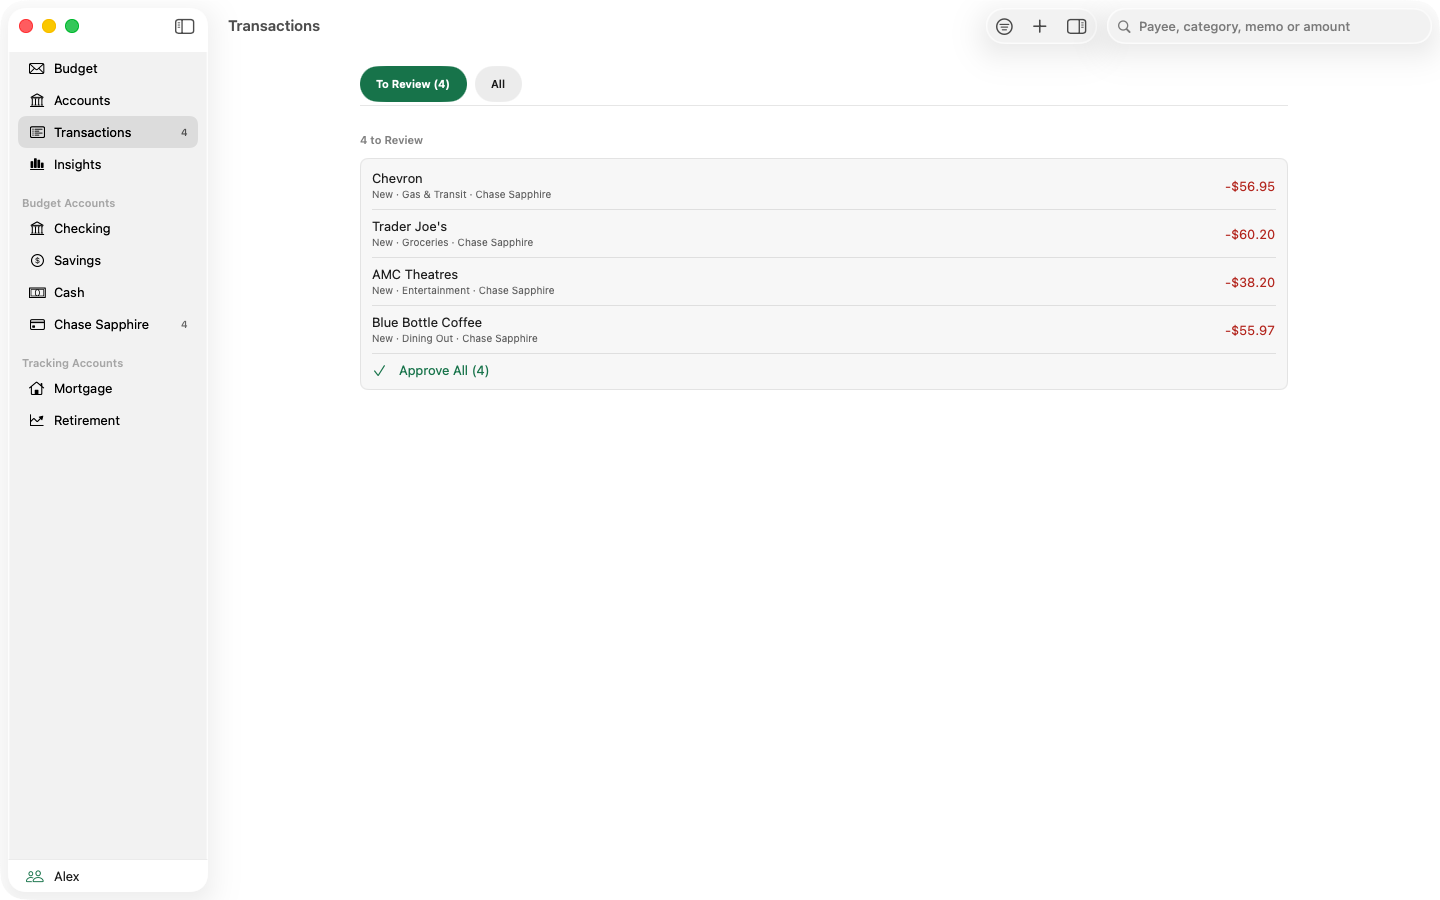 Transactions
Payee, category, memo or amount
Budget
Accounts
Transactions 4
Insights
Budget Accounts
Checking
Savings
Cash
Chase Sapphire 4
Tracking Accounts
Mortgage
Retirement
Alex
To Review (4)
All
4 to Review
Chevron
New · Gas & Transit · Chase Sapphire
-$56.95
Trader Joe's
New · Groceries · Chase Sapphire
-$60.20
AMC Theatres
New · Entertainment · Chase Sapphire
-$38.20
Blue Bottle Coffee
New · Dining Out · Chase Sapphire
-$55.97
Approve All (4)